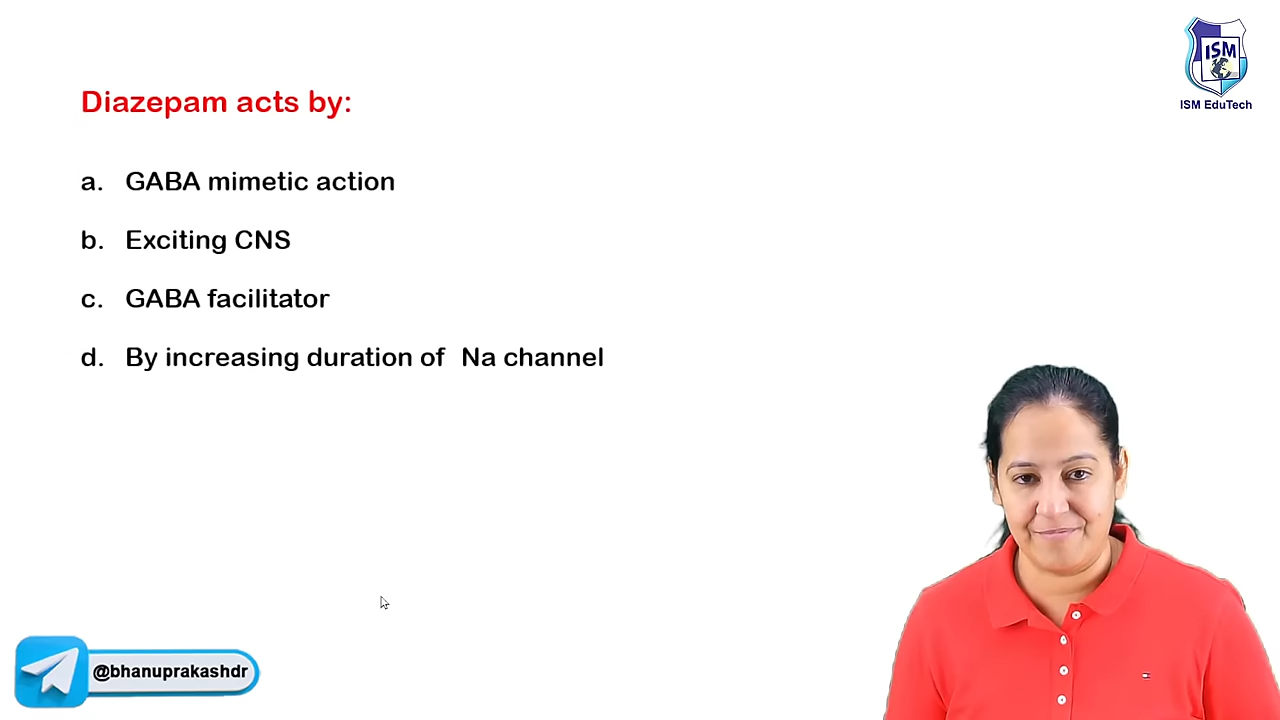 ISM
ISM EduTech
Diazepam acts by:
a. GABA mimetic action
b. Exciting CNS
c. GABA facilitator
d. By increasing duration of Na channel
@bhanuprakashdr